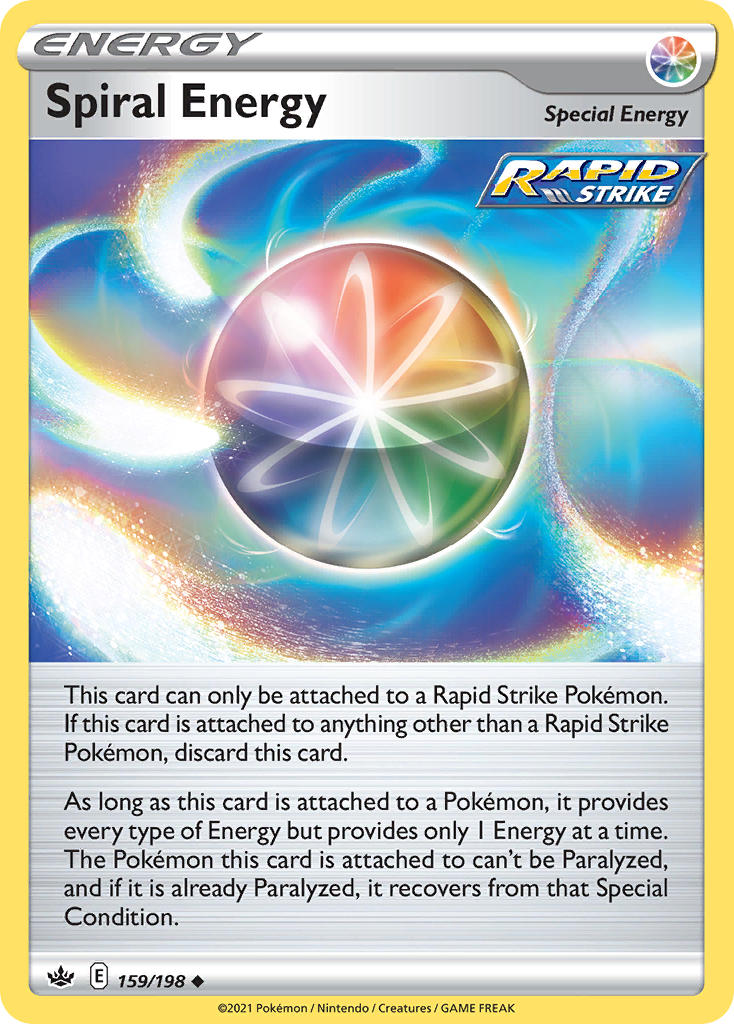 ENERGY
Spiral Energy
Special Energy
RAPID
STRIKE
This card can only be attached to a Rapid Strike Pokémon.
If this card is attached to anything other than a Rapid Strike
Pokémon, discard this card.
As long as this card is attached to a Pokémon, it provides
every type of Energy but provides only 1 Energy at a time.
The Pokémon this card is attached to can't be Paralyzed,
and if it is already Paralyzed, it recovers from that Special
Condition.
E 159/198
©2021 Pokémon / Nintendo / Creatures / GAME FREAK